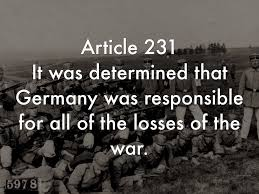 Article 231
It was determined that
Germany was responsible
for all of the losses of the
war.
5978